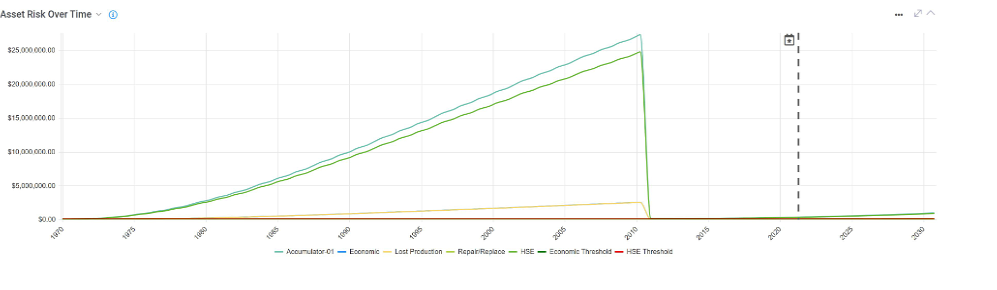 Asset Risk Over Time
$25,000,000.00
$20,000,000.00
$15,000,000.00
$10,000,000.00
$5,000,000.00
$0.00
1970 1975 1980 1985 1990 1995 2000 2005 2010 2015 2020 2025 2030
Accumulator-01 Economic Lost Production Repair/Replace HSE Economic Threshold HSE Threshold